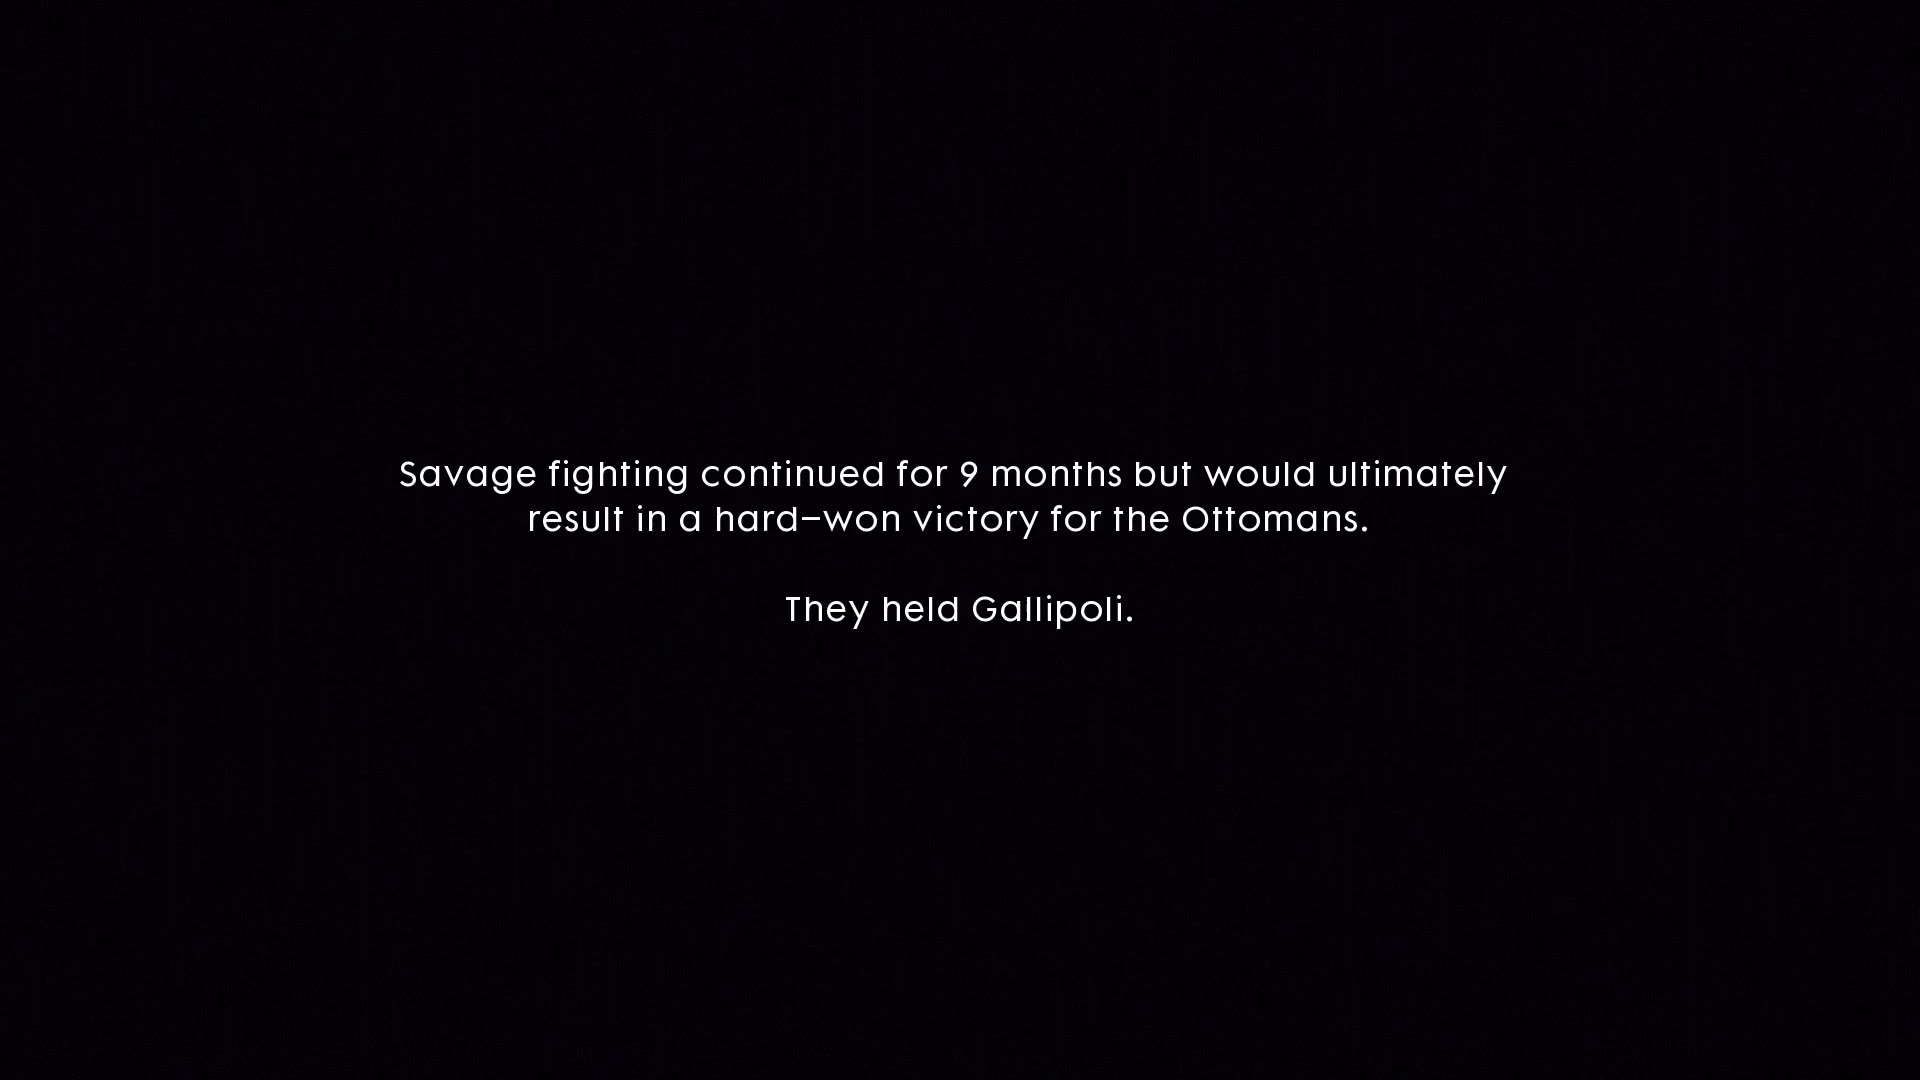 Savage fighting continued for 9 months but would ultimately
result in a hard–won victory for the Ottomans.
They held Gallipoli.